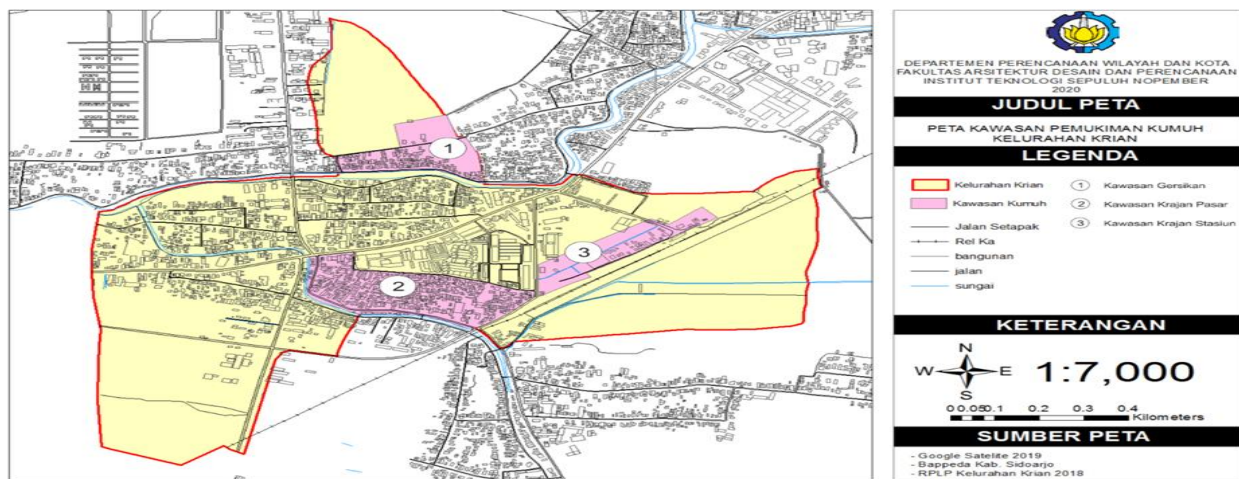 1
2
3
DEPARTEMEN PERENCANAAN WILAYAH DAN KOTA
FAKULTAS ARSITEKTUR DESAIN DAN PERENCANAAN
INSTITUT TEKNOLOGI SEPULUH NOPEMBER
2020
JUDUL PETA
PETA KAWASAN PEMUKIMAN KUMUH
KELURAHAN KRIAN
LEGENDA
Kelurahan Krian 1 Kawasan Gersikan
Kawasan Kumuh 2 Kawasan Krajan Pasar
Jalan Setapak 3 Kawasan Krajan Stasiun
Rel Ka
bangunan
jalan
sungai
KETERANGAN
N
W E 1:7,000
S
0 0.050.1 0.2 0.3 0.4
Kilometers
SUMBER PETA
- Google Satelite 2019
- Bappeda Kab. Sidoarjo
- RPLP Kelurahan Krian 2018